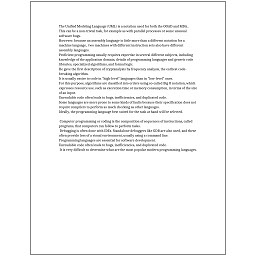 The Unified Modeling Language (UML) is a notation used for both the OOAD and MDA.
This can be a non-trivial task, for example as with parallel processes or some unusual
software bugs.
However, because an assembly language is little more than a different notation for a
machine language, two machines with different instruction sets also have different
assembly languages.
Proficient programming usually requires expertise in several different subjects, including
knowledge of the application domain, details of programming languages and generic code
libraries, specialized algorithms, and formal logic.
He gave the first description of cryptanalysis by frequency analysis, the earliest code-
breaking algorithm.
It is usually easier to code in "high-level" languages than in "low-level" ones.
For this purpose, algorithms are classified into orders using so-called Big O notation, which
expresses resource use, such as execution time or memory consumption, in terms of the size
of an input.
Unreadable code often leads to bugs, inefficiencies, and duplicated code.
Some languages are more prone to some kinds of faults because their specification does not
require compilers to perform as much checking as other languages.
Ideally, the programming language best suited for the task at hand will be selected.
Computer programming or coding is the composition of sequences of instructions, called
programs, that computers can follow to perform tasks.
Debugging is often done with IDEs. Standalone debuggers like GDB are also used, and these
often provide less of a visual environment, usually using a command line.
Programming languages are essential for software development.
Unreadable code often leads to bugs, inefficiencies, and duplicated code.
It is very difficult to determine what are the most popular modern programming languages.